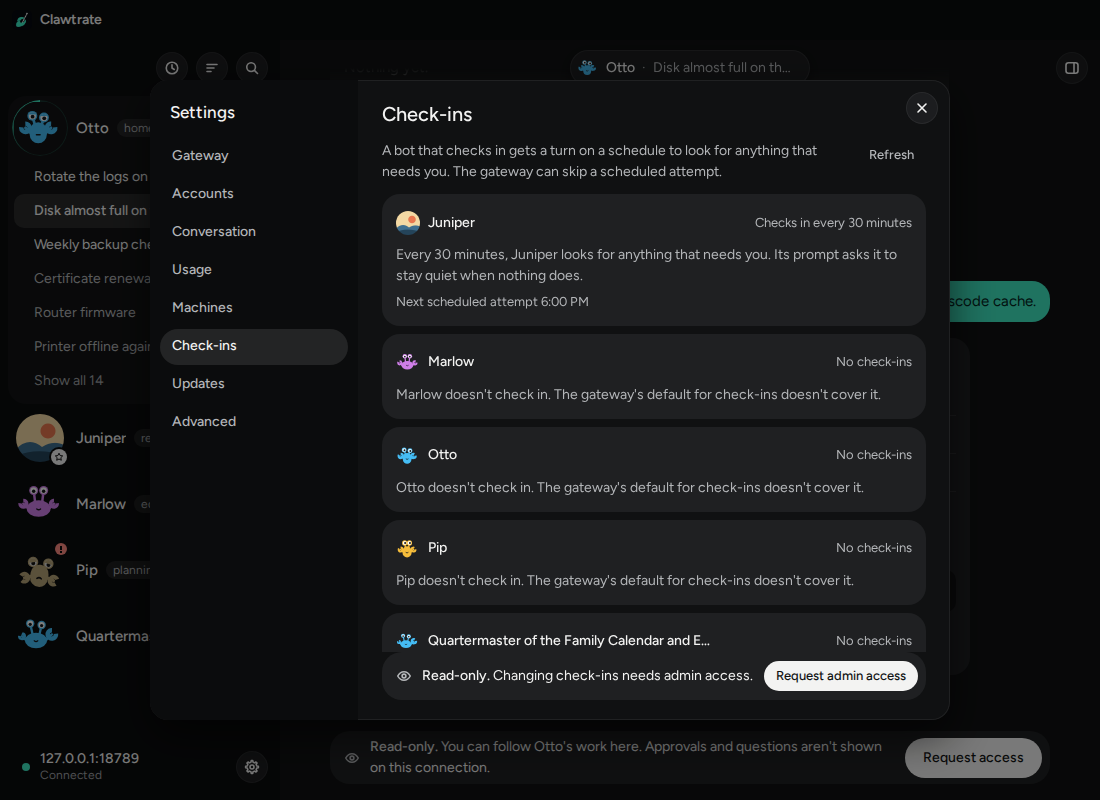 Clawtrate
Otto · Disk almost full on th...
Otto
Rotate the logs on
Disk almost full on
Weekly backup che
Certificate renewa
Router firmware
Printer offline again
Show all 14
Juniper
Marlow
Pip
Quarterma
127.0.0.1:18789
Connected
Settings
Gateway
Accounts
Conversation
Usage
Machines
Check-ins
Updates
Advanced
Check-ins
A bot that checks in gets a turn on a schedule to look for anything that
needs you. The gateway can skip a scheduled attempt.
Refresh
Juniper
Checks in every 30 minutes
Every 30 minutes, Juniper looks for anything that needs you. Its prompt asks it to
stay quiet when nothing does.
Next scheduled attempt 6:00 PM
Marlow
No check-ins
Marlow doesn't check in. The gateway's default for check-ins doesn't cover it.
Otto
No check-ins
Otto doesn't check in. The gateway's default for check-ins doesn't cover it.
Pip
No check-ins
Pip doesn't check in. The gateway's default for check-ins doesn't cover it.
Quartermaster of the Family Calendar and E...
No check-ins
Read-only. Changing check-ins needs admin access.
Request admin access
scode cache.
Read-only. You can follow Otto's work here. Approvals and questions aren't shown
on this connection.
Request access